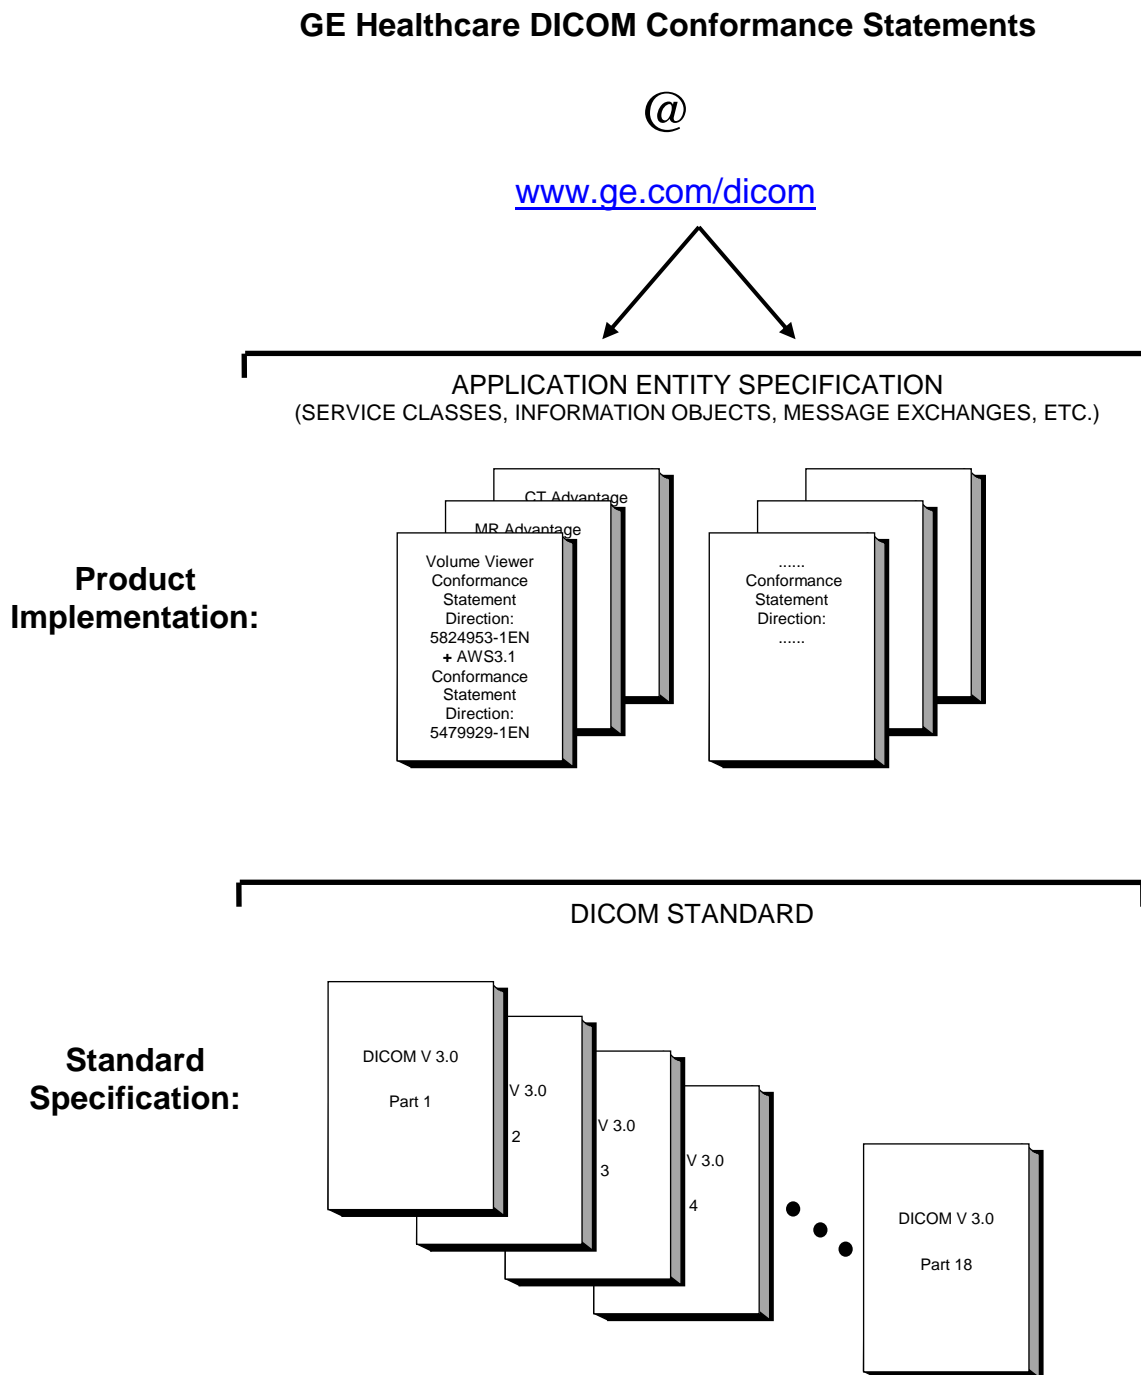 GE Healthcare DICOM Conformance Statements
@
www.ge.com/dicom
APPLICATION ENTITY SPECIFICATION
(SERVICE CLASSES, INFORMATION OBJECTS, MESSAGE EXCHANGES, ETC.)
Product
Implementation:
CT Advantage
MR Advantage
Volume Viewer
Conformance
Statement
Direction:
5824953-1EN
+ AWS3.1
Conformance
Statement
Direction:
5479929-1EN
......
Conformance
Statement
Direction:
......
DICOM STANDARD
Standard
Specification:
DICOM V 3.0
Part 1
V 3.0
2
V 3.0
3
V 3.0
4
DICOM V 3.0
Part 18